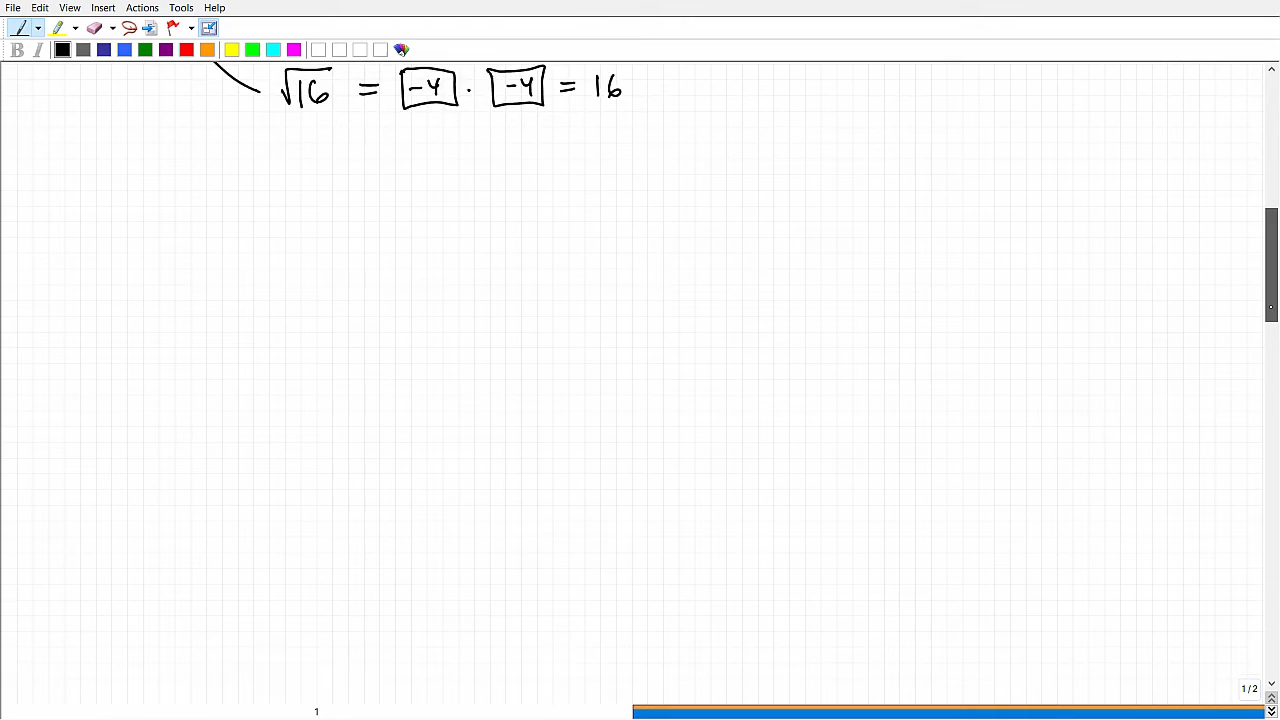 File Edit View Insert Actions Tools Help
B I
√16 = -4 · -4 = 16
1/2
1